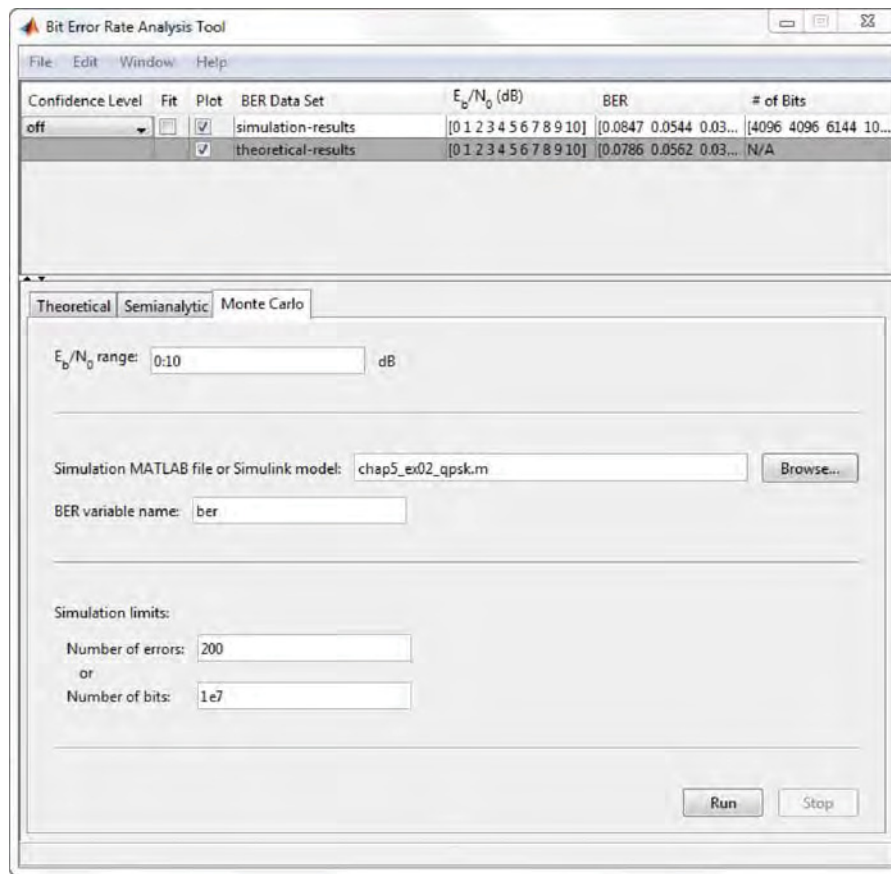 Bit Error Rate Analysis Tool
File Edit Window Help
Confidence Level Fit Plot BER Data Set E_b/N_0 (dB) BER # of Bits
off simulation-results [0 1 2 3 4 5 6 7 8 9 10] [0.0847 0.0544 0.03... [4096 4096 6144 10...
theoretical-results [0 1 2 3 4 5 6 7 8 9 10] [0.0786 0.0562 0.03... N/A
Theoretical Semianalytic Monte Carlo
E_b/N_0 range: 0:10 dB
Simulation MATLAB file or Simulink model: chap5_ex02_qpsk.m Browse...
BER variable name: ber
Simulation limits:
Number of errors: 200
or
Number of bits: 1e7
Run Stop